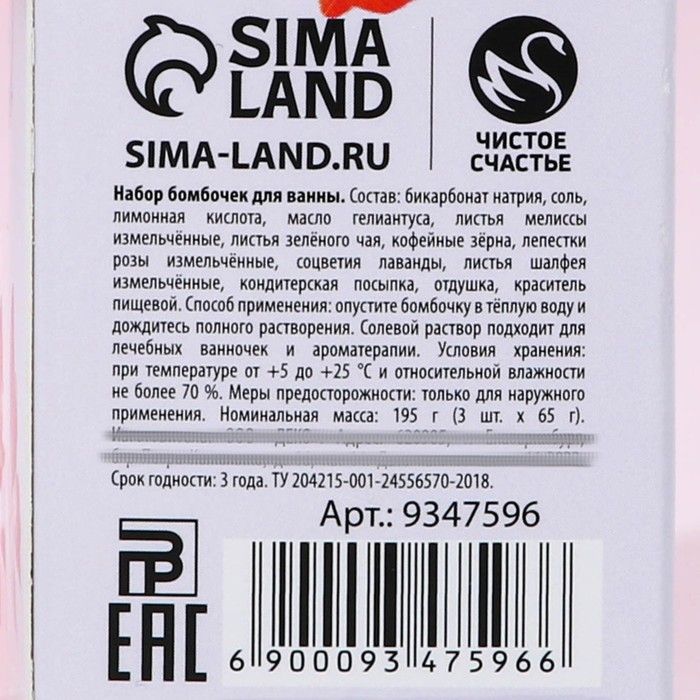 SIMA
LAND
SIMA-LAND.RU
ЧИСТОЕ
СЧАСТЬЕ
Набор бомбочек для ванны. Состав: бикарбонат натрия, соль,
лимонная кислота, масло гелиантуса, листья мелиссы
измельчённые, листья зелёного чая, кофейные зёрна, лепестки
розы измельчённые, соцветия лаванды, листья шалфея
измельчённые, кондитерская посыпка, отдушка, краситель
пищевой. Способ применения: опустите бомбочку в тёплую воду и
дождитесь полного растворения. Солевой раствор подходит для
лечебных ванночек и ароматерапии. Условия хранения:
при температуре от +5 до +25 °C и относительной влажности
не более 70 %. Меры предосторожности: только для наружного
применения. Номинальная масса: 195 г (3 шт. х 65 г).
Срок годности: 3 года. ТУ 204215-001-24556570-2018.
Арт.: 9347596
РВ
ЕАС
6 900093 475966